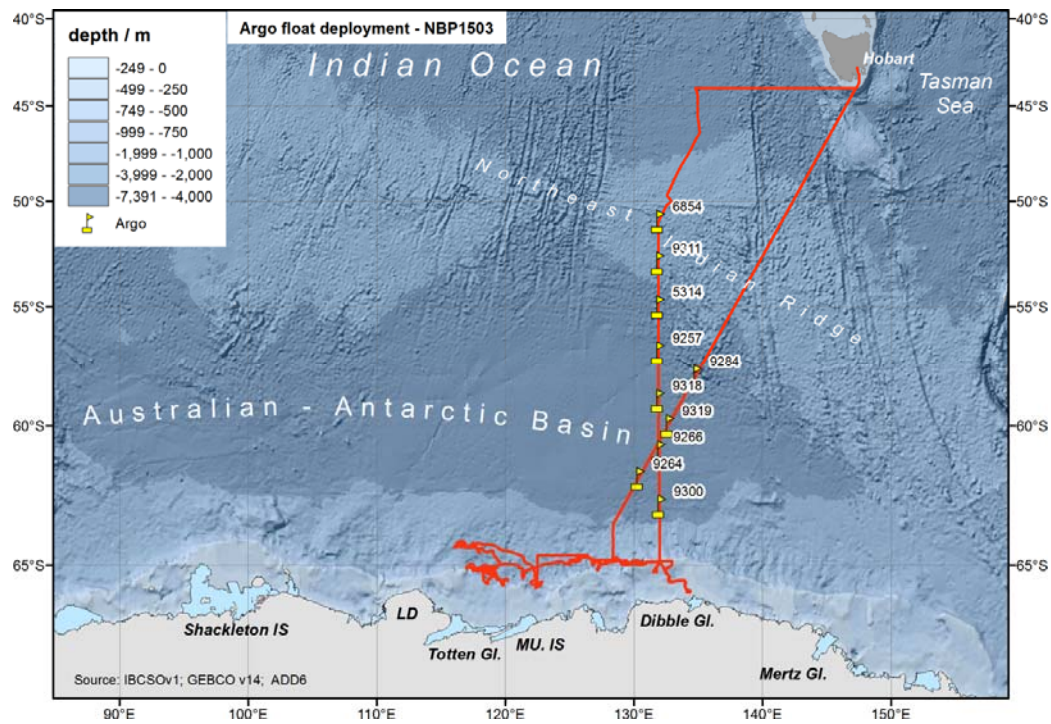 Argo float deployment - NBP1503
depth / m
-249 - 0
-499 - -250
-749 - -500
-999 - -750
-1,999 - -1,000
-3,999 - -2,000
-7,391 - -4,000
Argo
40°S
45°S
50°S
55°S
60°S
65°S
40°S
45°S
50°S
55°S
60°S
65°S
Indian Ocean
Hobart
Tasman
Sea
Northeast Indian Ridge
6854
9311
5314
9257
9284
9318
9319
9266
9264
9300
Australian - Antarctic Basin
Shackleton IS
LD
Totten Gl.
MU. IS
Dibble Gl.
Mertz Gl.
Source: IBCSOv1; GEBCO v14; ADD6
90°E
100°E
110°E
120°E
130°E
140°E
150°E